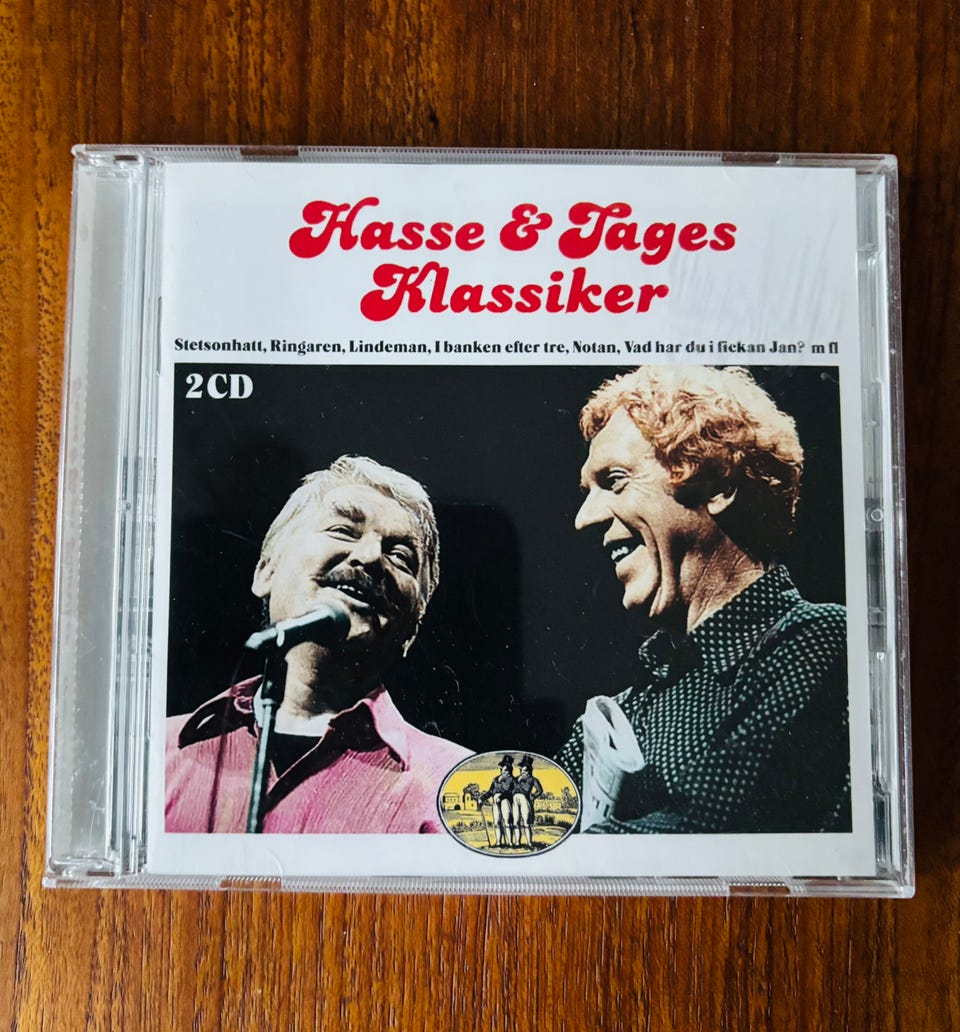 Hasse & Tages
Klassiker
Stetsonhatt, Ringaren, Lindeman, I banken efter tre, Notan, Vad har du i fickan Jan? m fl
2CD